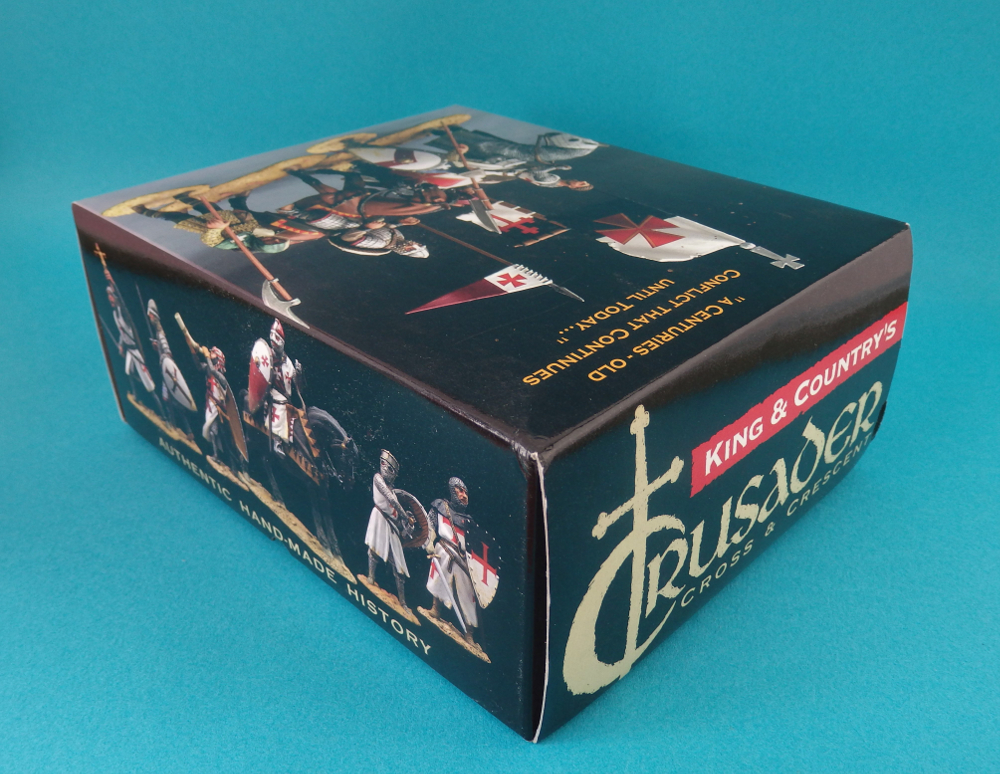 " A CENTURIES - OLD
CONFLICT THAT CONTINUES
UNTIL TODAY... "
KING & COUNTRY'S
CRUSADER
CROSS & CRESCENT
AUTHENTIC HAND-MADE HISTORY